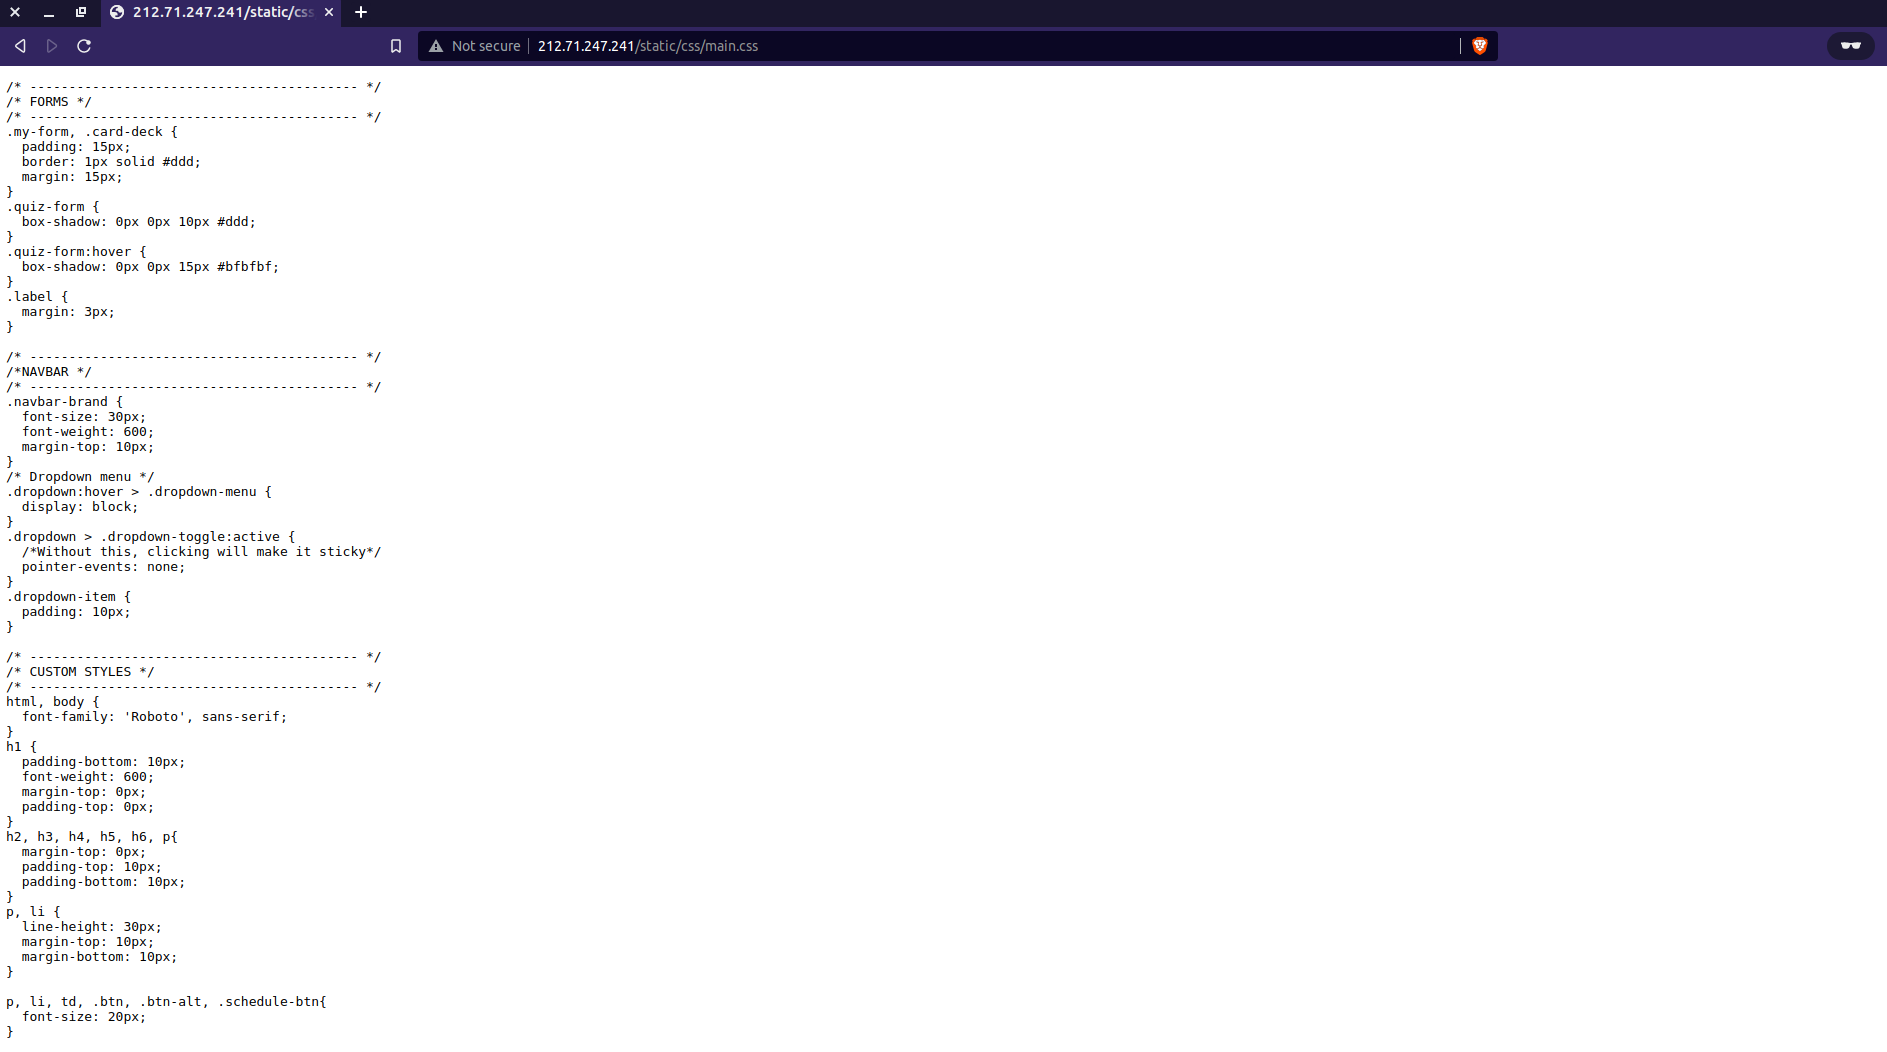 212.71.247.241/static/css
Not secure 212.71.247.241/static/css/main.css
/* ------------------------------------------ */
/* FORMS */
/* ------------------------------------------ */
.my-form, .card-deck {
  padding: 15px;
  border: 1px solid #ddd;
  margin: 15px;
}
.quiz-form {
  box-shadow: 0px 0px 10px #ddd;
}
.quiz-form:hover {
  box-shadow: 0px 0px 15px #bfbfbf;
}
.label {
  margin: 3px;
}

/* ------------------------------------------ */
/*NAVBAR */
/* ------------------------------------------ */
.navbar-brand {
  font-size: 30px;
  font-weight: 600;
  margin-top: 10px;
}
/* Dropdown menu */
.dropdown:hover > .dropdown-menu {
  display: block;
}
.dropdown > .dropdown-toggle:active {
  /*Without this, clicking will make it sticky*/
  pointer-events: none;
}
.dropdown-item {
  padding: 10px;
}

/* ------------------------------------------ */
/* CUSTOM STYLES */
/* ------------------------------------------ */
html, body {
  font-family: 'Roboto', sans-serif;
}
h1 {
  padding-bottom: 10px;
  font-weight: 600;
  margin-top: 0px;
  padding-top: 0px;
}
h2, h3, h4, h5, h6, p{
  margin-top: 0px;
  padding-top: 10px;
  padding-bottom: 10px;
}
p, li {
  line-height: 30px;
  margin-top: 10px;
  margin-bottom: 10px;
}

p, li, td, .btn, .btn-alt, .schedule-btn{
  font-size: 20px;
}